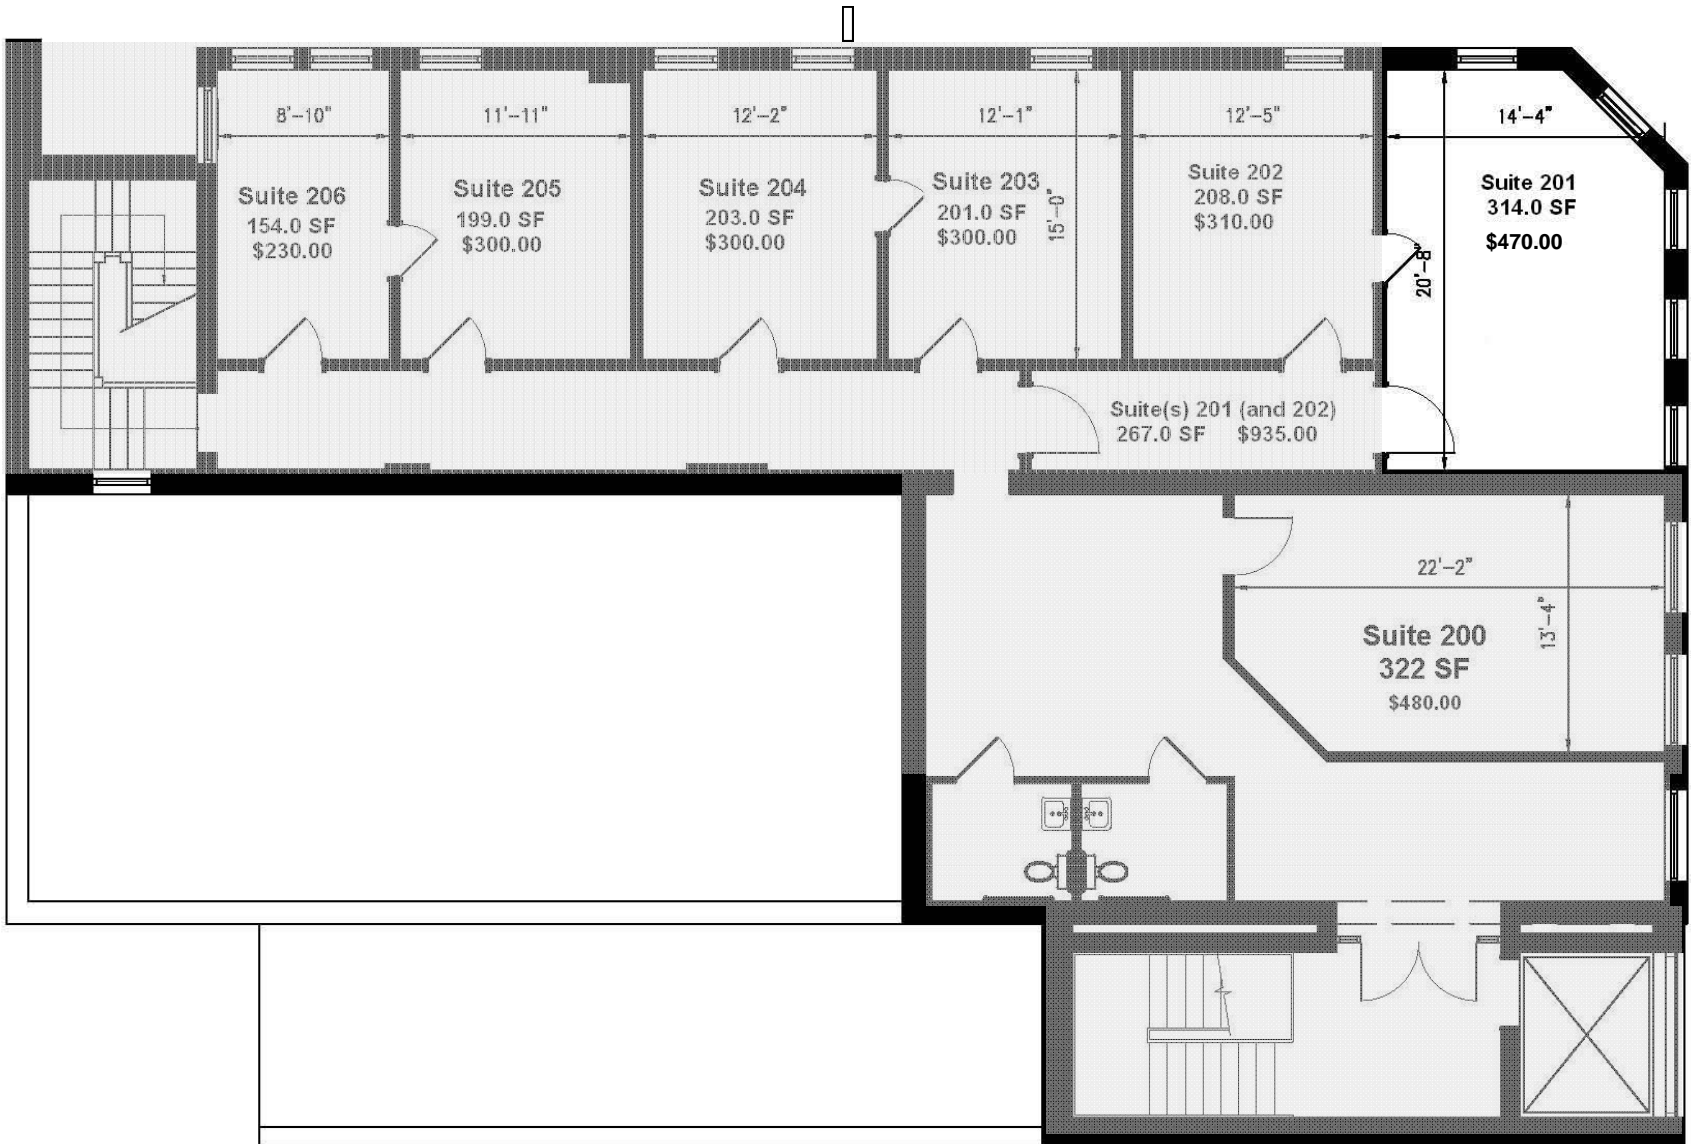 8'-10"
11'-11"
12'-2"
12'-1"
12'-5"
14'-4"
Suite 206
154.0 SF
$230.00
Suite 205
199.0 SF
$300.00
Suite 204
203.0 SF
$300.00
Suite 203
201.0 SF
$300.00
15'-0"
Suite 202
208.0 SF
$310.00
Suite 201
314.0 SF
$470.00
20'-8"
Suite(s) 201 (and 202)
267.0 SF $935.00
22'-2"
13'-4"
Suite 200
322 SF
$480.00